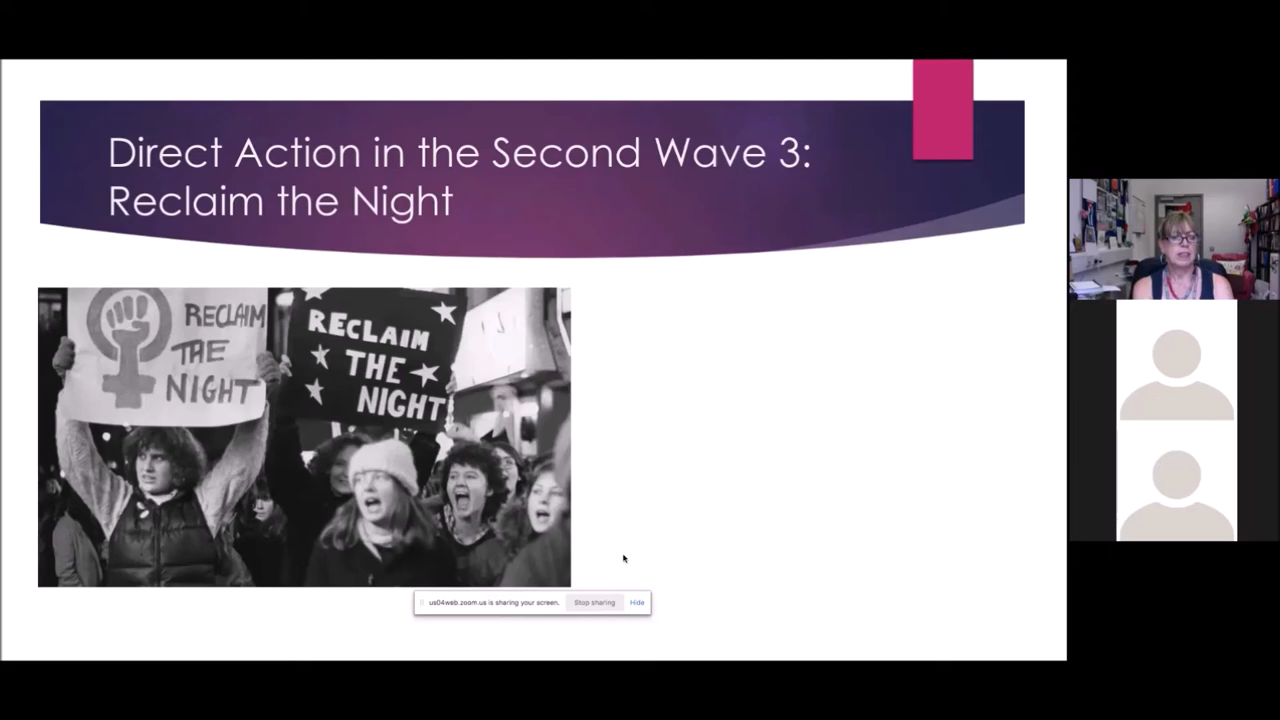 Direct Action in the Second Wave 3:
Reclaim the Night
RECLAIM
THE
NIGHT
RECLAIM
THE
NIGHT
us04web.zoom.us is sharing your screen. Stop sharing Hide